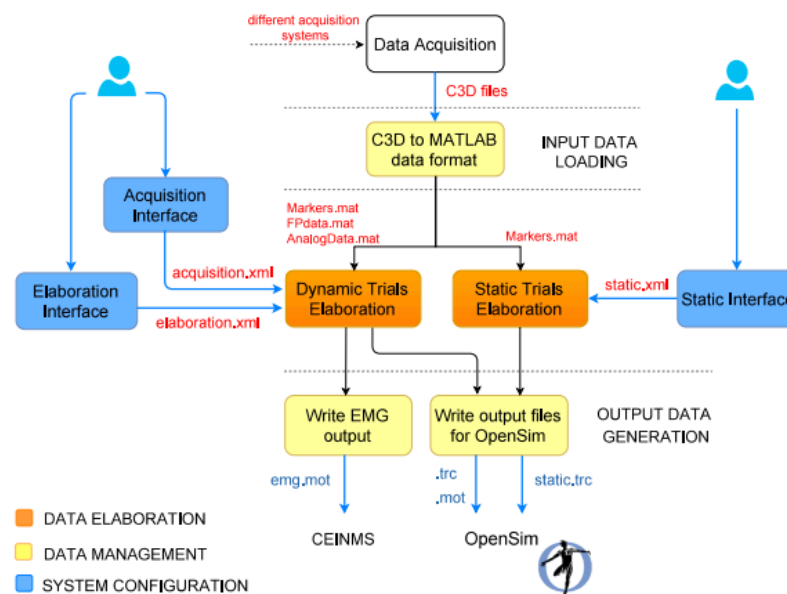 different acquisition
systems
Data Acquisition
C3D files
C3D to MATLAB
data format
INPUT DATA
LOADING
Acquisition
Interface
Markers.mat
FPdata.mat
AnalogData.mat
Markers.mat
acquisition.xml
Elaboration
Interface
elaboration.xml
Dynamic Trials
Elaboration
Static Trials
Elaboration
static.xml
Static Interface
Write EMG
output
Write output files
for OpenSim
OUTPUT DATA
GENERATION
emg.mot
.trc
.mot
static.trc
CEINMS
OpenSim
DATA ELABORATION
DATA MANAGEMENT
SYSTEM CONFIGURATION